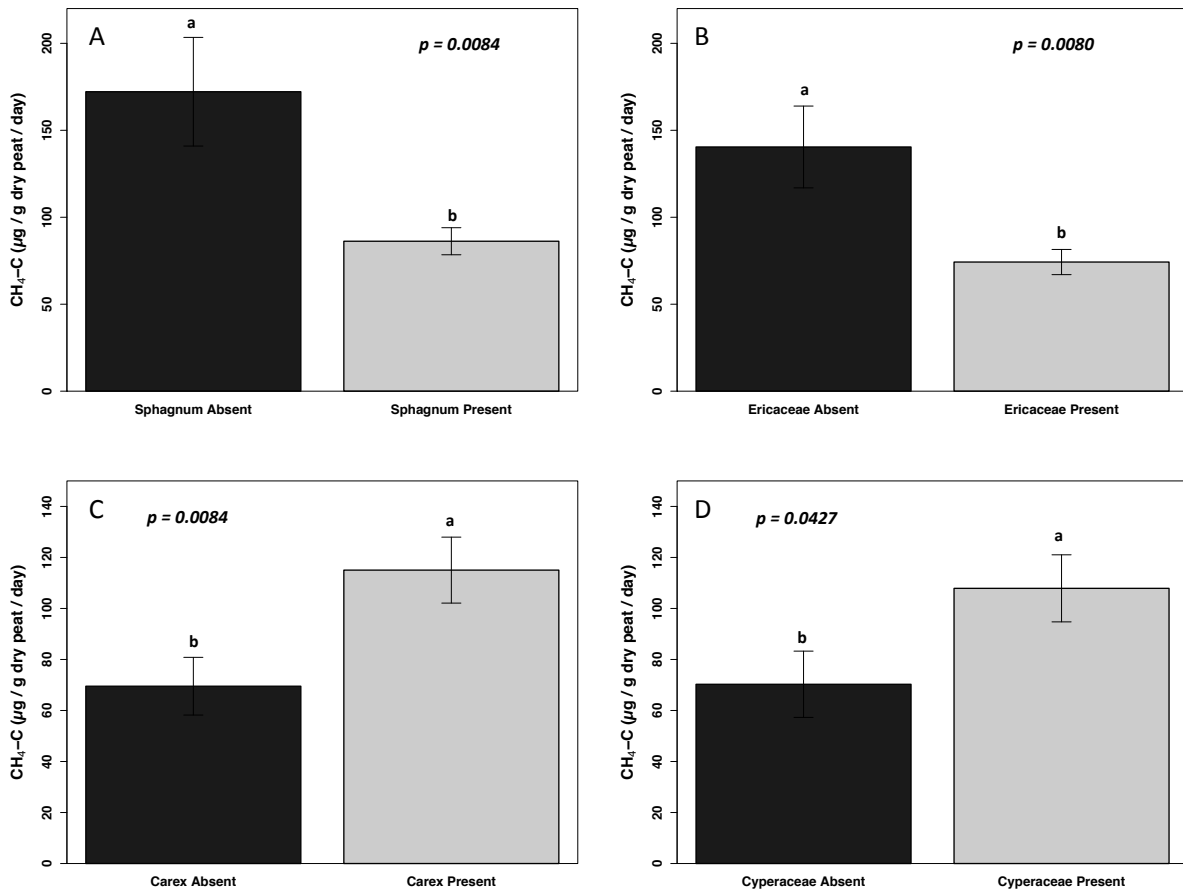 A
a
p = 0.0084
b
CH₄–C (µg / g dry peat / day)
0
50
100
150
200
Sphagnum Absent
Sphagnum Present
B
a
p = 0.0080
b
CH₄–C (µg / g dry peat / day)
0
50
100
150
200
Ericaceae Absent
Ericaceae Present
C
p = 0.0084
a
b
CH₄–C (µg / g dry peat / day)
0
20
40
60
80
100
120
140
Carex Absent
Carex Present
D
p = 0.0427
a
b
CH₄–C (µg / g dry peat / day)
0
20
40
60
80
100
120
140
Cyperaceae Absent
Cyperaceae Present